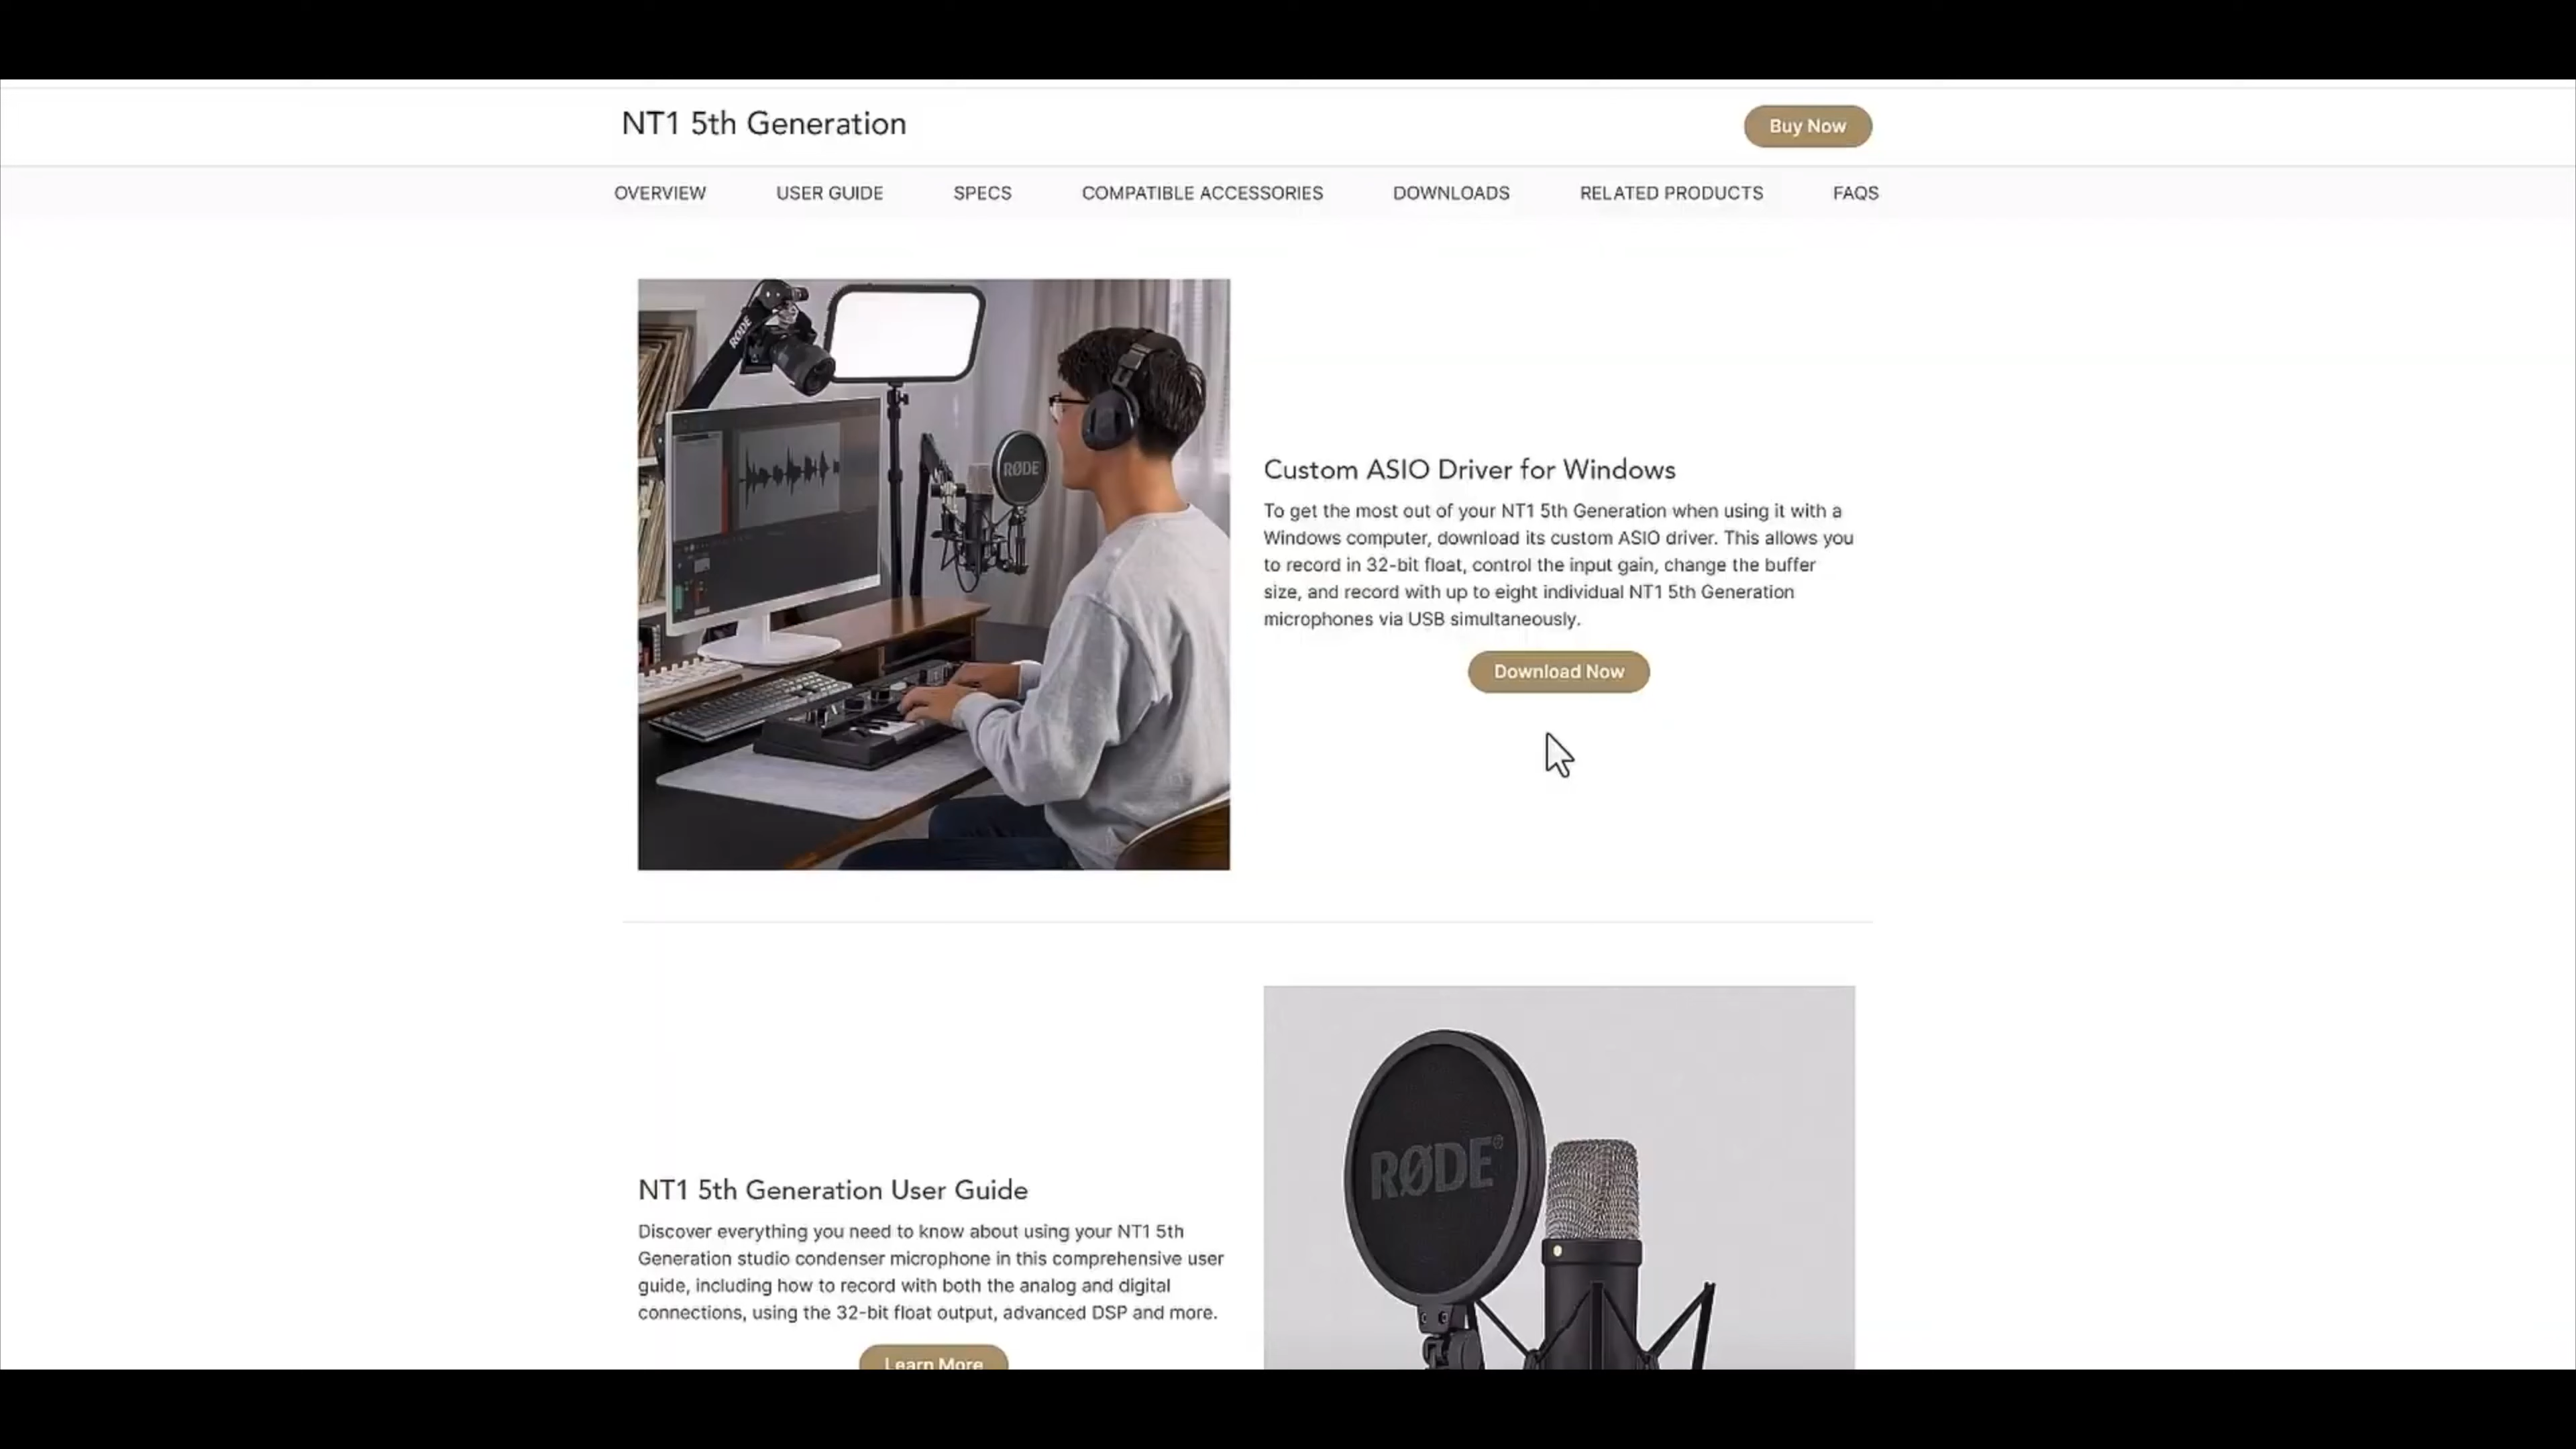 NT1 5th Generation
Buy Now
OVERVIEW USER GUIDE SPECS COMPATIBLE ACCESSORIES DOWNLOADS RELATED PRODUCTS FAQS
RØDE
RØDE
Custom ASIO Driver for Windows
To get the most out of your NT1 5th Generation when using it with a
Windows computer, download its custom ASIO driver. This allows you
to record in 32-bit float, control the input gain, change the buffer
size, and record with up to eight individual NT1 5th Generation
microphones via USB simultaneously.
Download Now
RØDE®
NT1 5th Generation User Guide
Discover everything you need to know about using your NT1 5th
Generation studio condenser microphone in this comprehensive user
guide, including how to record with both the analog and digital
connections, using the 32-bit float output, advanced DSP and more.
Learn More